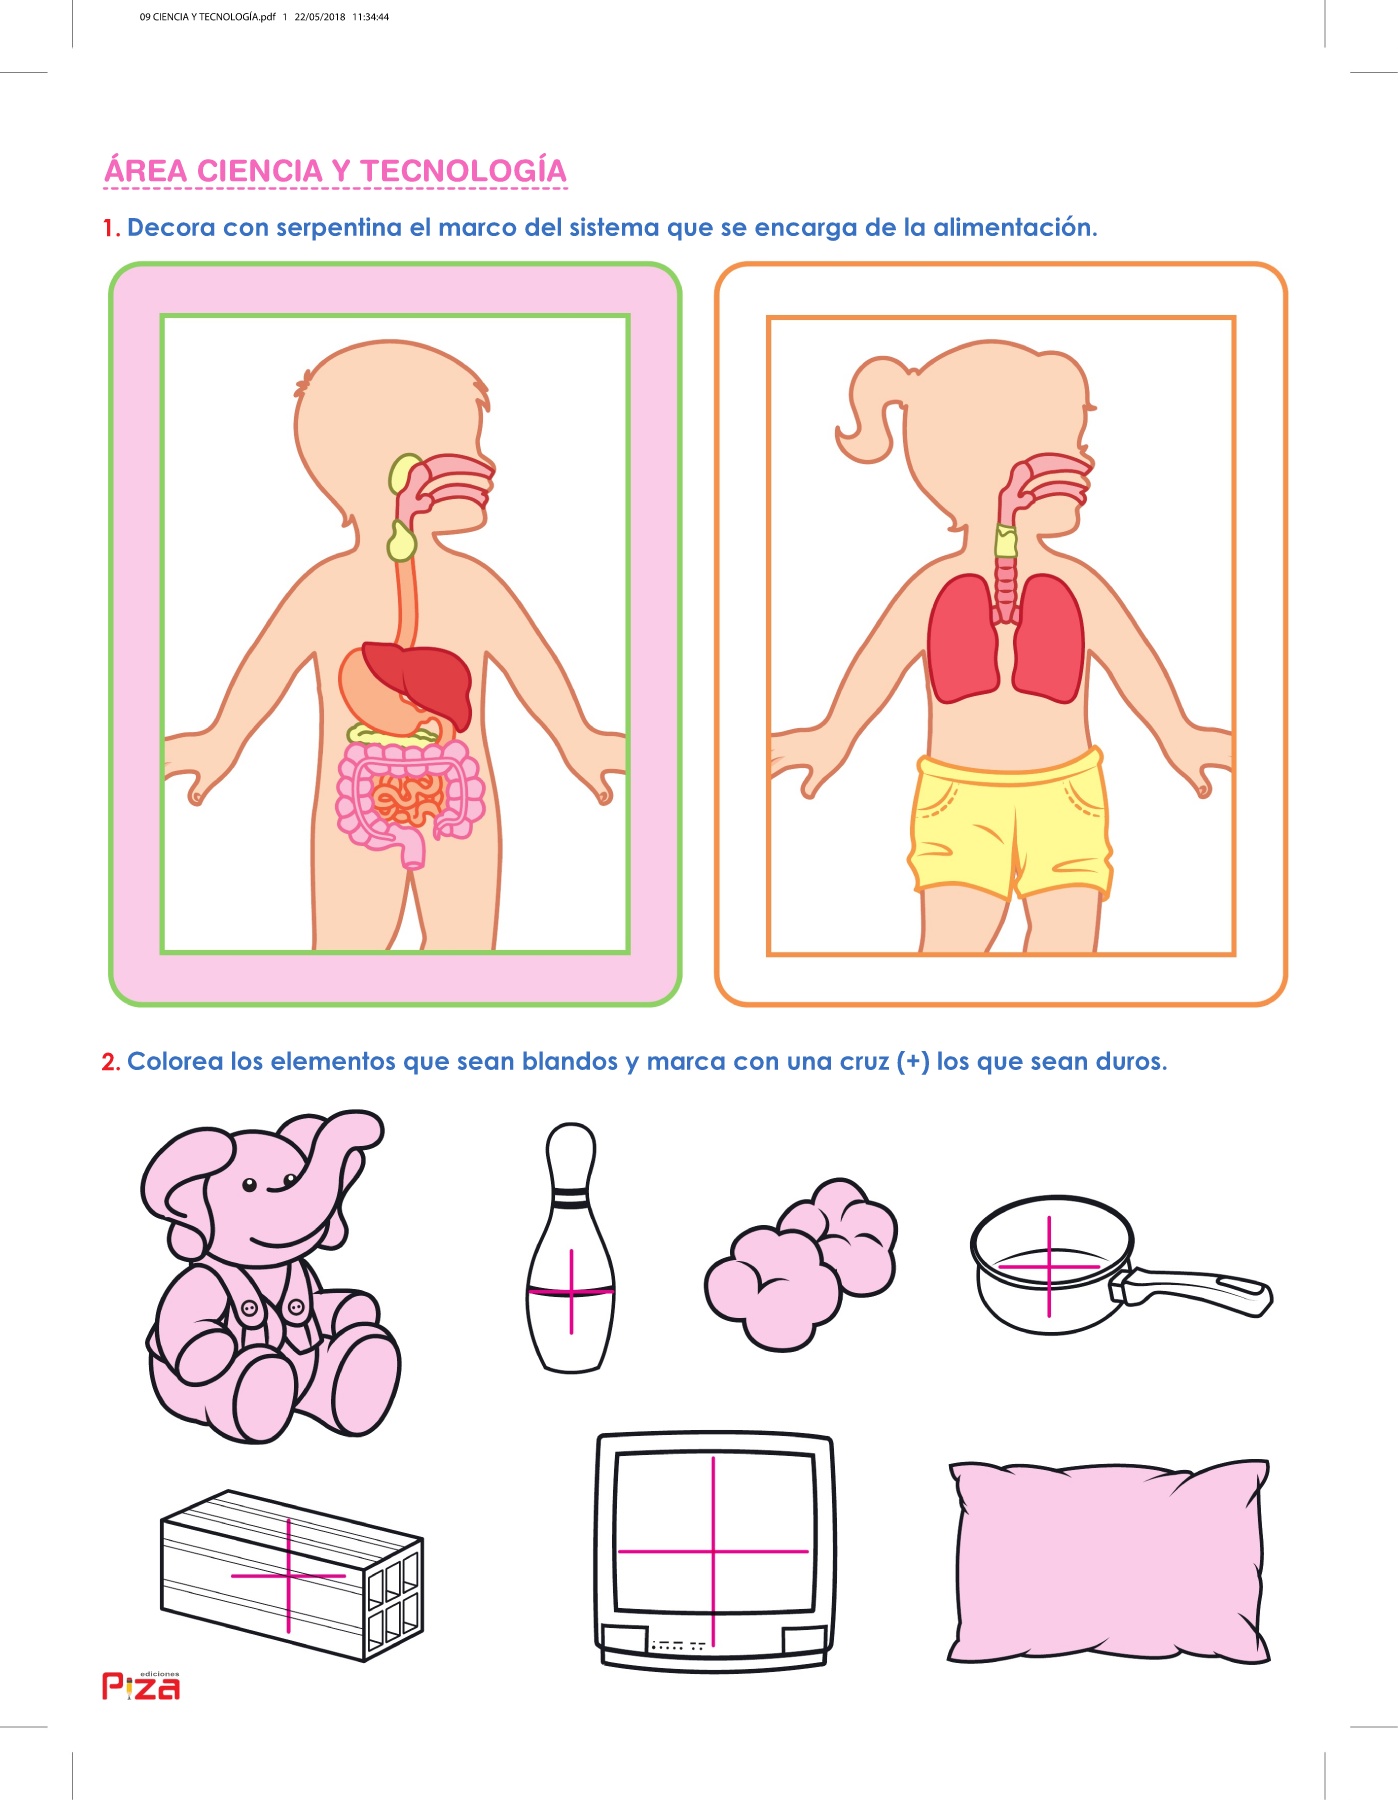 09 CIENCIA Y TECNOLOGÍA.pdf 1 22/05/2018 11:34:44
ÁREA CIENCIA Y TECNOLOGÍA
1. Decora con serpentina el marco del sistema que se encarga de la alimentación.
2. Colorea los elementos que sean blandos y marca con una cruz (+) los que sean duros.
ediciones
Piza